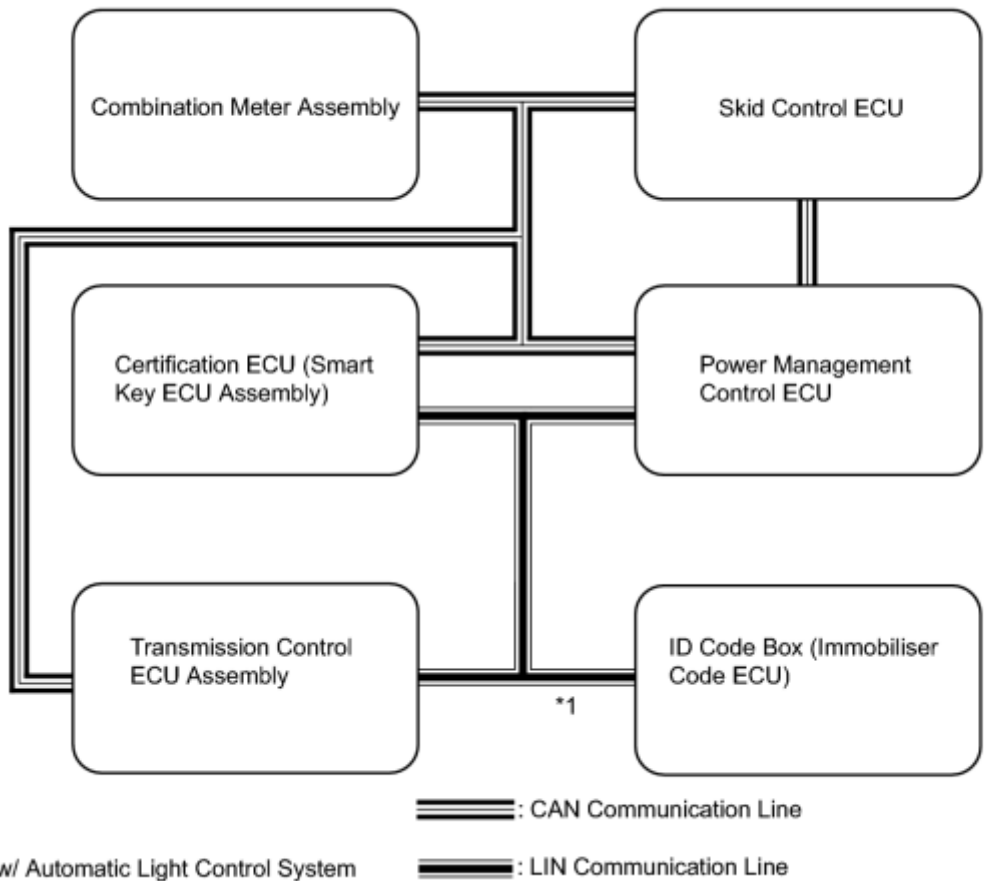 Combination Meter Assembly
Skid Control ECU
Certification ECU (Smart
Key ECU Assembly)
Power Management
Control ECU
Transmission Control
ECU Assembly
ID Code Box (Immobiliser
Code ECU)
*1
: CAN Communication Line
w/ Automatic Light Control System
: LIN Communication Line